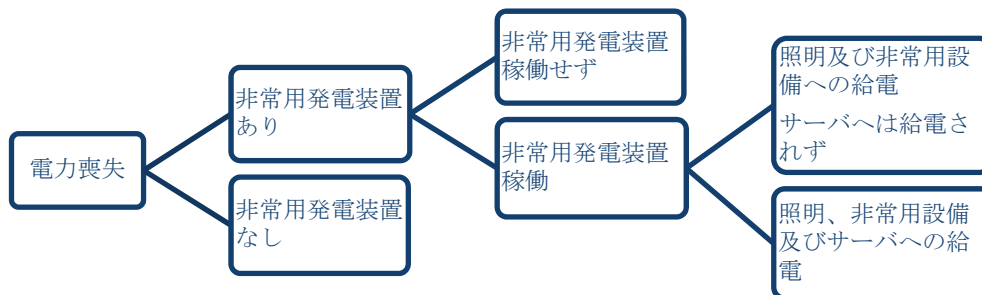 電力喪失
非常用発電装置
あり
非常用発電装置
なし
非常用発電装置
稼働せず
非常用発電装置
稼働
照明及び非常用設
備への給電
サーバへは給電さ
れず
照明、非常用設備
及びサーバへの給
電